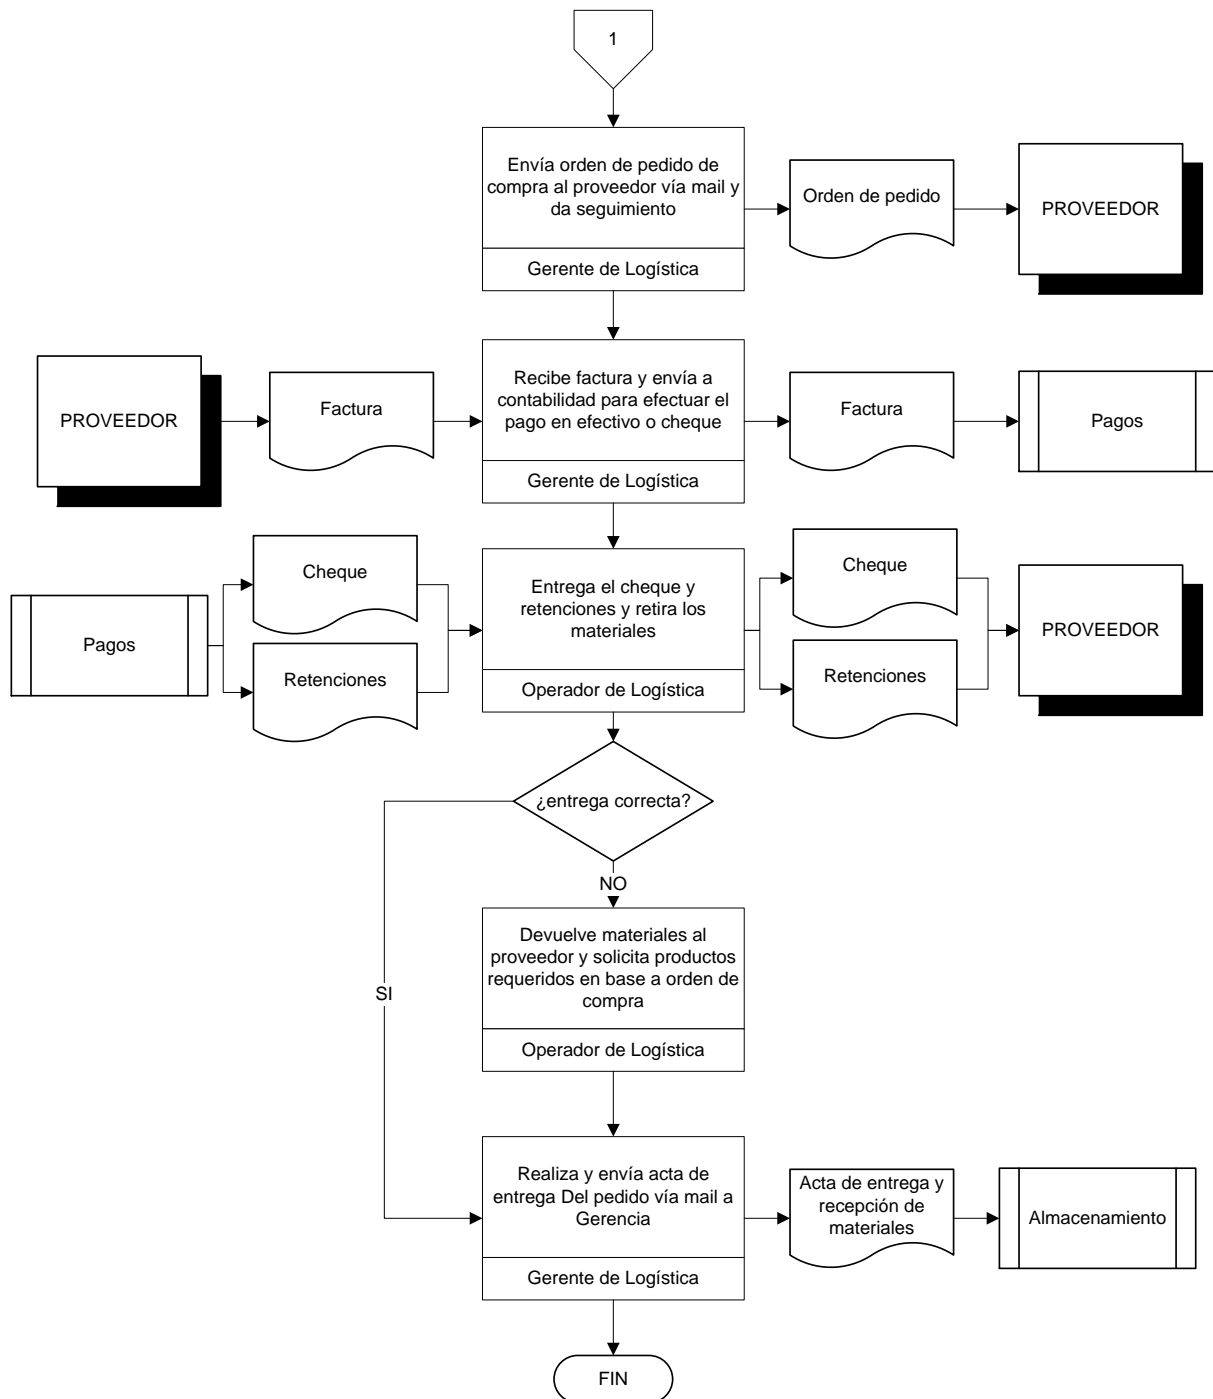 1
Envía orden de pedido de
compra al proveedor vía mail y
da seguimiento
Gerente de Logística
Orden de pedido
PROVEEDOR
PROVEEDOR
Factura
Recibe factura y envía a
contabilidad para efectuar el
pago en efectivo o cheque
Gerente de Logística
Factura
Pagos
Pagos
Cheque
Retenciones
Entrega el cheque y
retenciones y retira los
materiales
Operador de Logística
Cheque
Retenciones
PROVEEDOR
¿entrega correcta?
NO
SI
Devuelve materiales al
proveedor y solicita productos
requeridos en base a orden de
compra
Operador de Logística
Realiza y envía acta de
entrega Del pedido vía mail a
Gerencia
Gerente de Logística
Acta de entrega y
recepción de
materiales
Almacenamiento
FIN